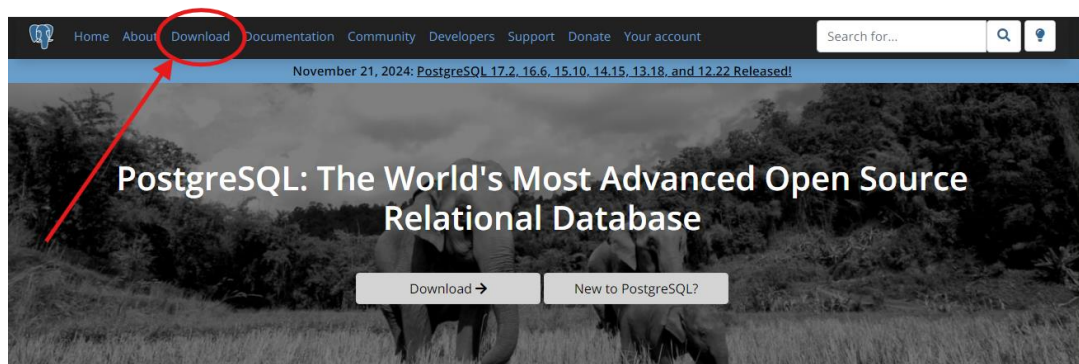 Home About Download Documentation Community Developers Support Donate Your account Search for...
November 21, 2024: PostgreSQL 17.2, 16.6, 15.10, 14.15, 13.18, and 12.22 Released!
PostgreSQL: The World's Most Advanced Open Source
Relational Database
Download → New to PostgreSQL?